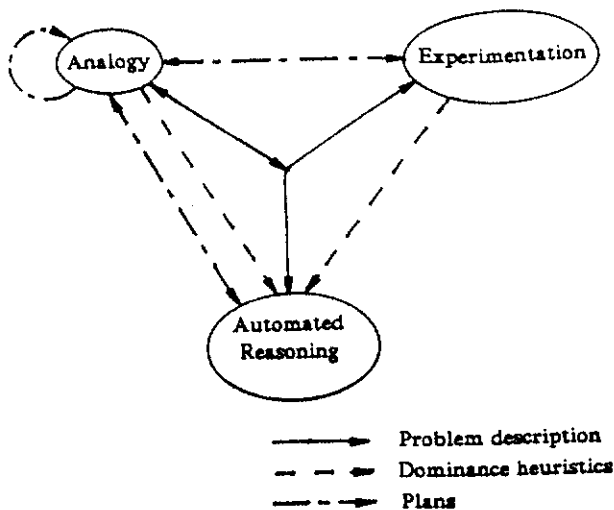 Analogy
Experimentation
Automated
Reasoning
Problem description
Dominance heuristics
Plans